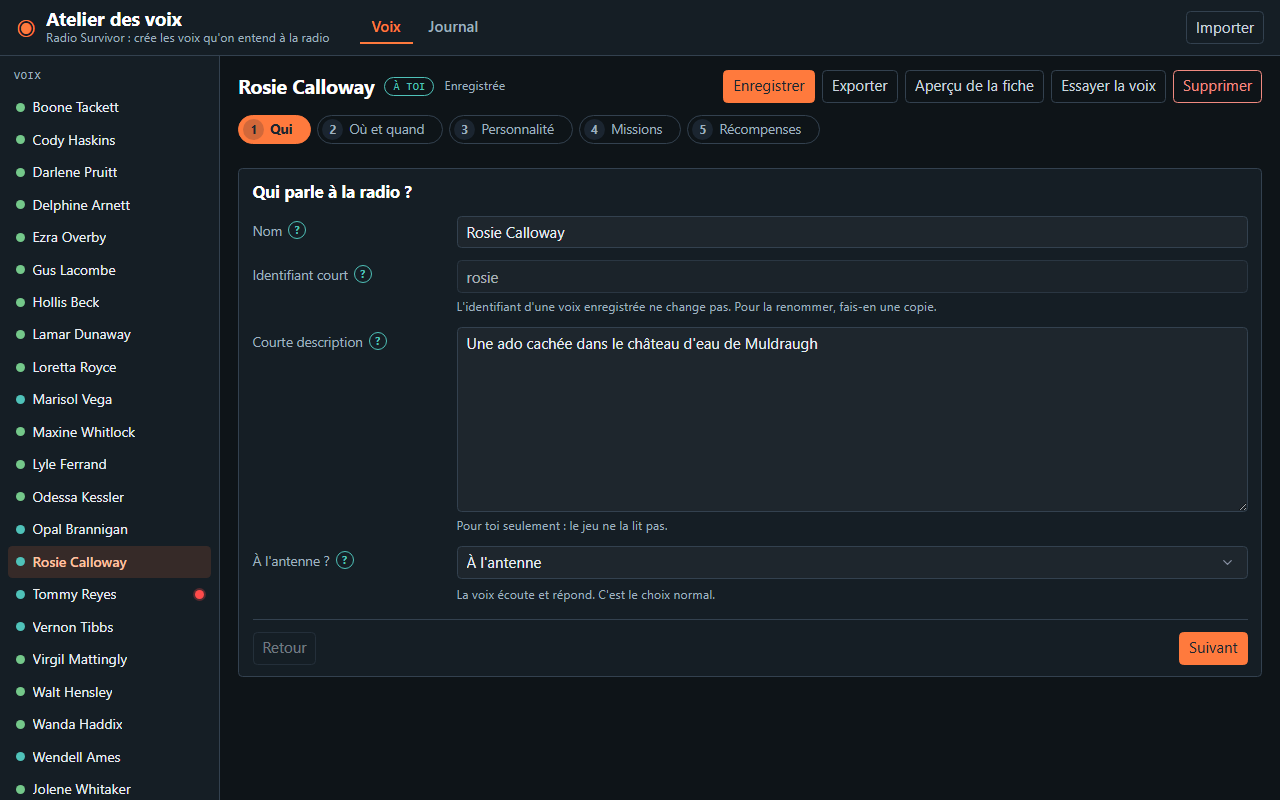 Atelier des voix
Radio Survivor : crée les voix qu'on entend à la radio
Voix
Journal
Importer
VOIX
Boone Tackett
Cody Haskins
Darlene Pruitt
Delphine Arnett
Ezra Overby
Gus Lacombe
Hollis Beck
Lamar Dunaway
Loretta Royce
Marisol Vega
Maxine Whitlock
Lyle Ferrand
Odessa Kessler
Opal Brannigan
Rosie Calloway
Tommy Reyes
Vernon Tibbs
Virgil Mattingly
Walt Hensley
Wanda Haddix
Wendell Ames
Jolene Whitaker
Rosie Calloway À TOI Enregistrée
Enregistrer
Exporter
Aperçu de la fiche
Essayer la voix
Supprimer
1 Qui
2 Où et quand
3 Personnalité
4 Missions
5 Récompenses
Qui parle à la radio ?
Nom ?
Rosie Calloway
Identifiant court ?
rosie
L'identifiant d'une voix enregistrée ne change pas. Pour la renommer, fais-en une copie.
Courte description ?
Une ado cachée dans le château d'eau de Muldraugh
Pour toi seulement : le jeu ne la lit pas.
À l'antenne ? ?
À l'antenne
La voix écoute et répond. C'est le choix normal.
Retour
Suivant